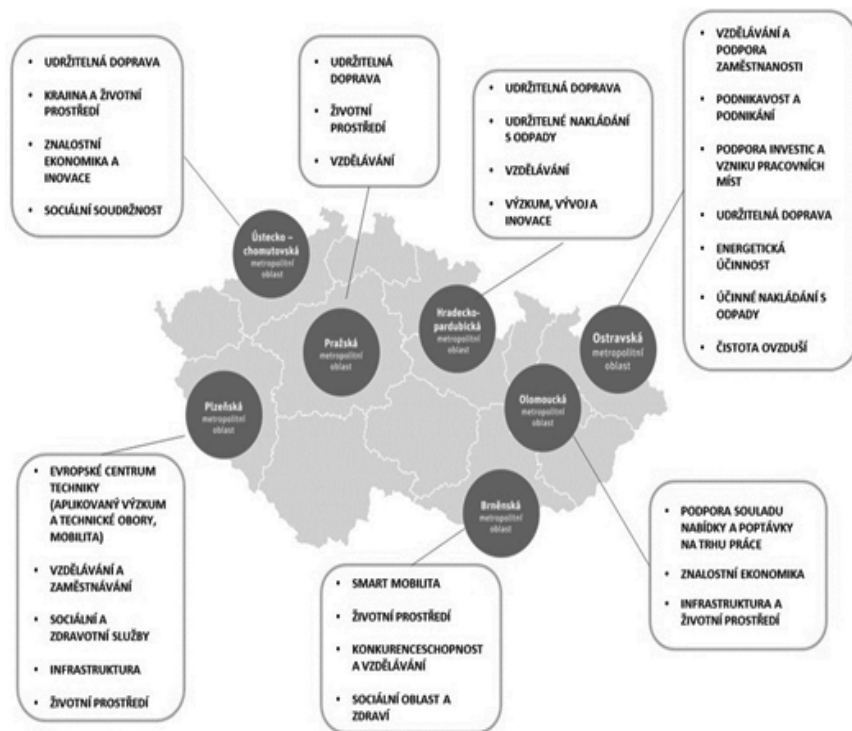 • UDRŽITELNÁ DOPRAVA
• KRAJINA A ŽIVOTNÍ
PROSTŘEDÍ
• ZNALOSTNÍ
EKONOMIKA A
INOVACE
• SOCIÁLNÍ SOUDRŽNOST
• UDRŽITELNÁ
DOPRAVA
• ŽIVOTNÍ
PROSTŘEDÍ
• VZDĚLÁVÁNÍ
• UDRŽITELNÁ DOPRAVA
• UDRŽITELNÉ NAKLÁDÁNÍ
S ODPADY
• VZDĚLÁVÁNÍ
• VÝZKUM, VÝVOJ A
INOVACE
• VZDĚLÁVÁNÍ A
PODPORA
ZAMĚSTNANOSTI
• PODNIKAVOST A
PODNIKÁNÍ
• PODPORA INVESTIC A
VZNIKU PRACOVNÍCH
MÍST
• UDRŽITELNÁ DOPRAVA
• ENERGETICKÁ
ÚČINNOST
• ÚČINNÉ NAKLÁDÁNÍ S
ODPADY
• ČISTOTA OVZDUŠÍ
Ústecko –
chomutovská
metropolitní
oblast
Pražská
metropolitní
oblast
Hradecko-
pardubická
metropolitní
oblast
Ostravská
metropolitní
oblast
Plzeňská
metropolitní
oblast
Olomoucká
metropolitní
oblast
Brněnská
metropolitní
oblast
• EVROPSKÉ CENTRUM
TECHNIKY
(APLIKOVANÝ VÝZKUM
A TECHNICKÉ OBORY,
MOBILITA)
• VZDĚLÁVÁNÍ A
ZAMĚSTNÁVÁNÍ
• SOCIÁLNÍ A
ZDRAVOTNÍ SLUŽBY
• INFRASTRUKTURA
• ŽIVOTNÍ PROSTŘEDÍ
• SMART MOBILITA
• ŽIVOTNÍ PROSTŘEDÍ
• KONKURENCESCHOPNOST
A VZDĚLÁVÁNÍ
• SOCIÁLNÍ OBLAST A
ZDRAVÍ
• PODPORA SOULADU
NABÍDKY A POPTÁVKY
NA TRHU PRÁCE
• ZNALOSTNÍ EKONOMIKA
• INFRASTRUKTURA A
ŽIVOTNÍ PROSTŘEDÍ